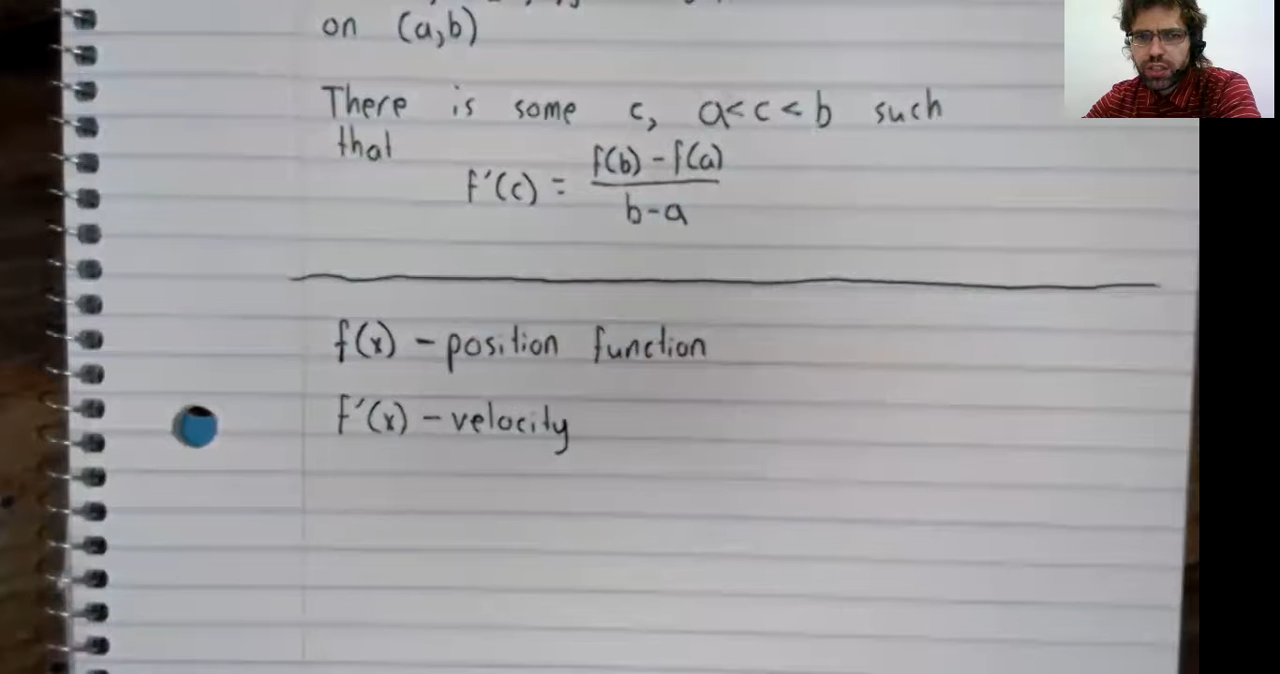 on (a,b)
There is some c, a<c<b such
that
f'(c) = f(b) - f(a) / b-a
f(x) - position function
f'(x) - velocity